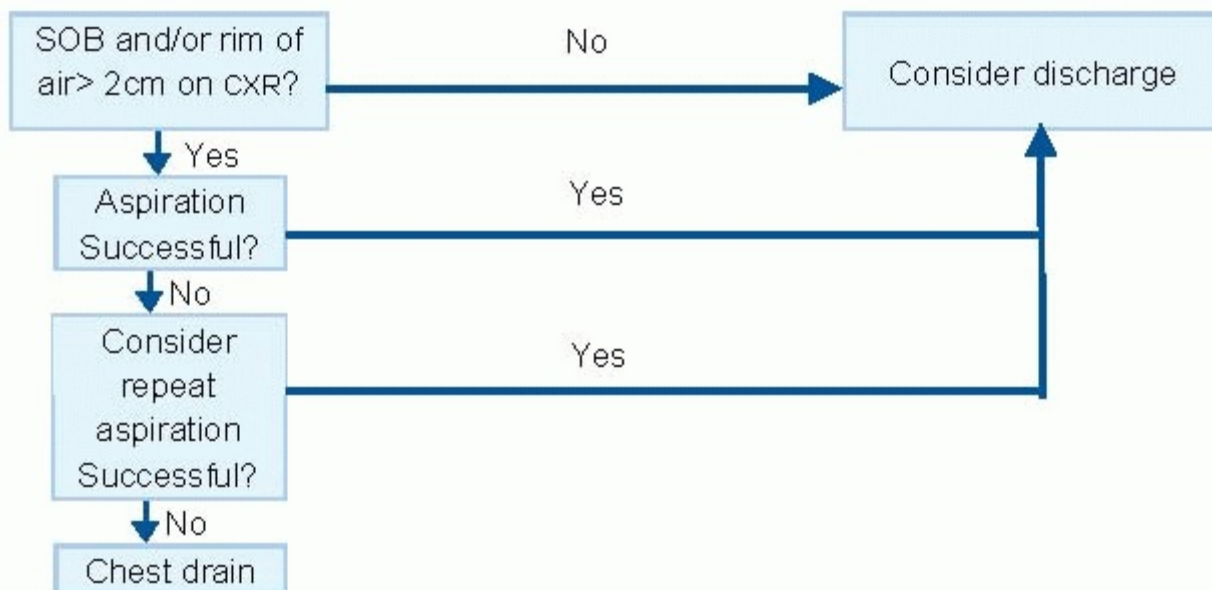 SOB and/or rim of
air> 2cm on CXR?
No
Consider discharge
Yes
Aspiration
Successful?
Yes
No
Consider
repeat
aspiration
Successful?
Yes
No
Chest drain